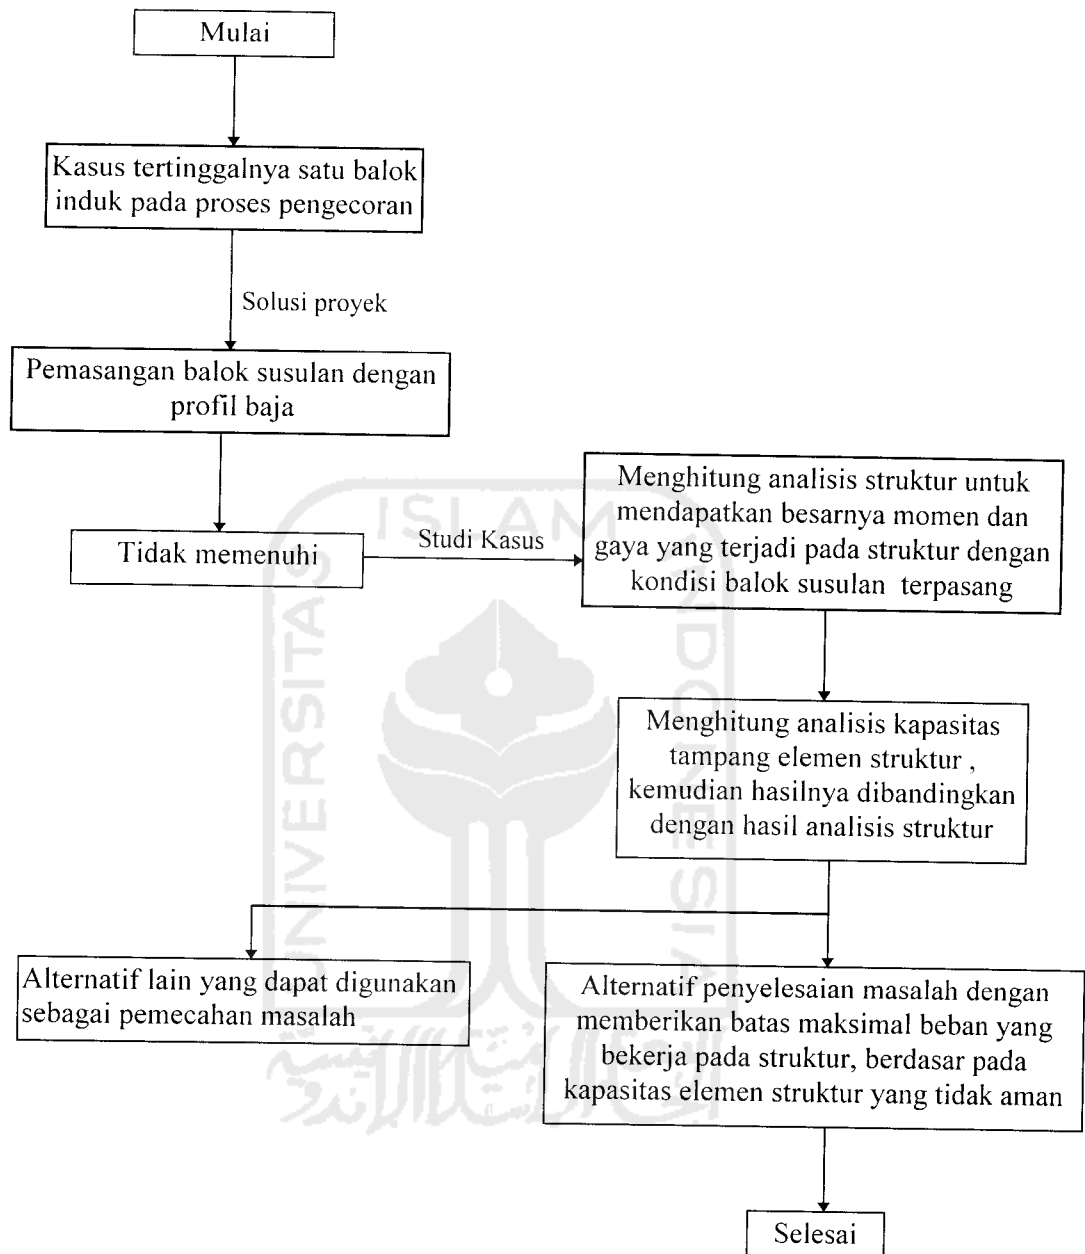 Mulai
Kasus tertinggalnya satu balok
induk pada proses pengecoran
Solusi proyek
Pemasangan balok susulan dengan
profil baja
Tidak memenuhi
Studi Kasus
Menghitung analisis struktur untuk
mendapatkan besarnya momen dan
gaya yang terjadi pada struktur dengan
kondisi balok susulan terpasang
Menghitung analisis kapasitas
tampang elemen struktur ,
kemudian hasilnya dibandingkan
dengan hasil analisis struktur
Alternatif lain yang dapat digunakan
sebagai pemecahan masalah
Alternatif penyelesaian masalah dengan
memberikan batas maksimal beban yang
bekerja pada struktur, berdasar pada
kapasitas elemen struktur yang tidak aman
Selesai
UNIVERSITAS
ISLAM
INDONESIA